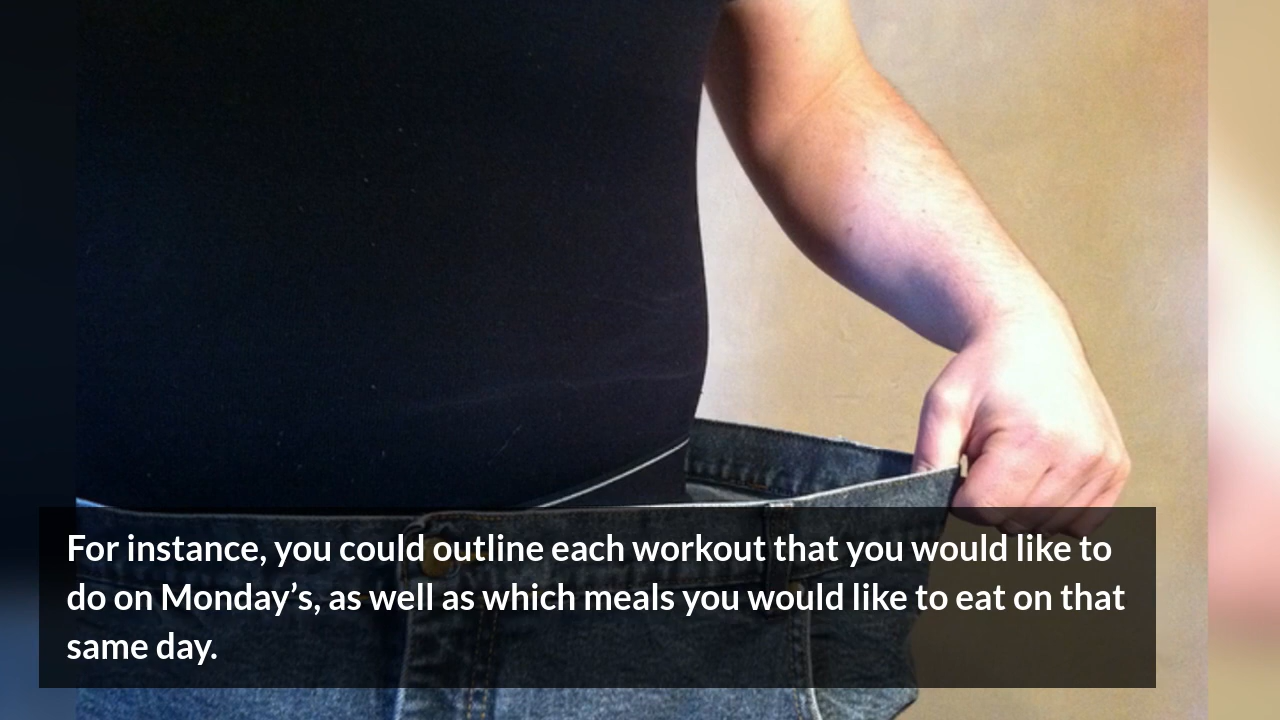 For instance, you could outline each workout that you would like to
do on Monday’s, as well as which meals you would like to eat on that
same day.